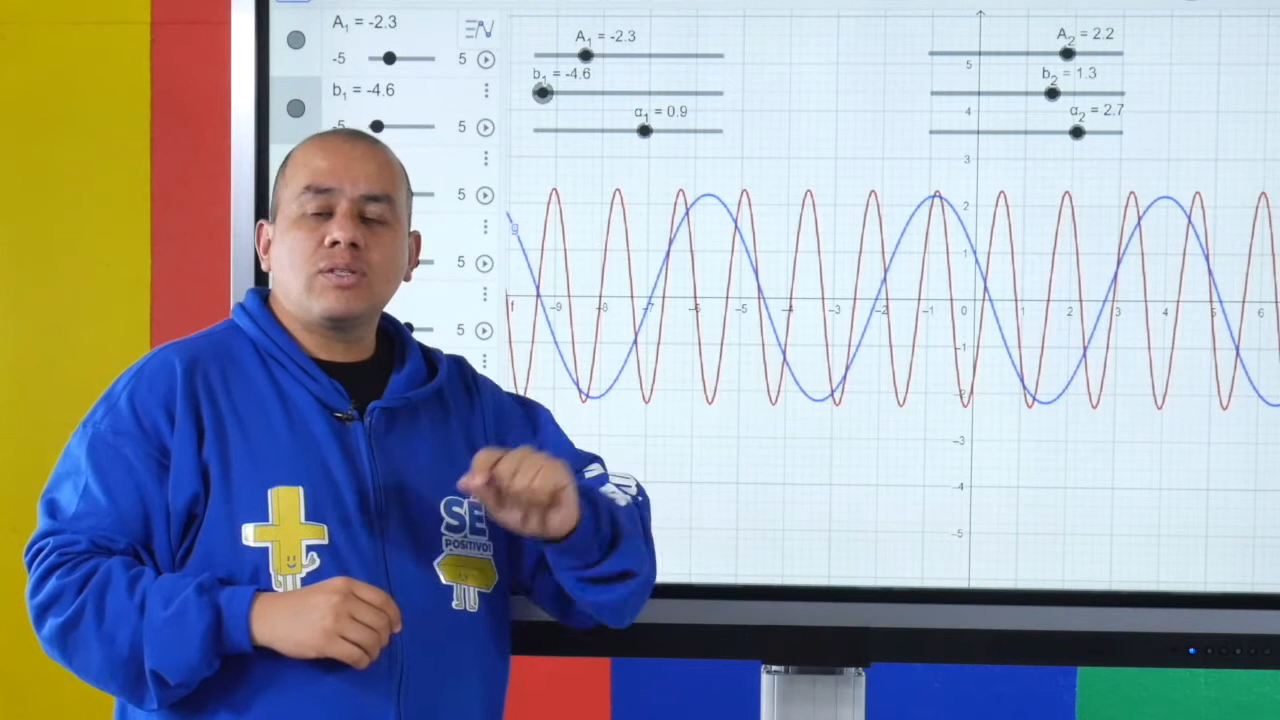 A₁ = -2.3
-5
5
b₁ = -4.6
-5
5
5
5
5
A₁ = -2.3
b₁ = -4.6
α₁ = 0.9
A₂ = 2.2
b₂ = 1.3
α₂ = 2.7
5
4
3
2
1
g
f
-9 -8 -7 -6 -5 -4 -3 -2 -1 0 1 2 3 4 5 6
-1
-2
-3
-4
-5
SÉ
POSITIVO!